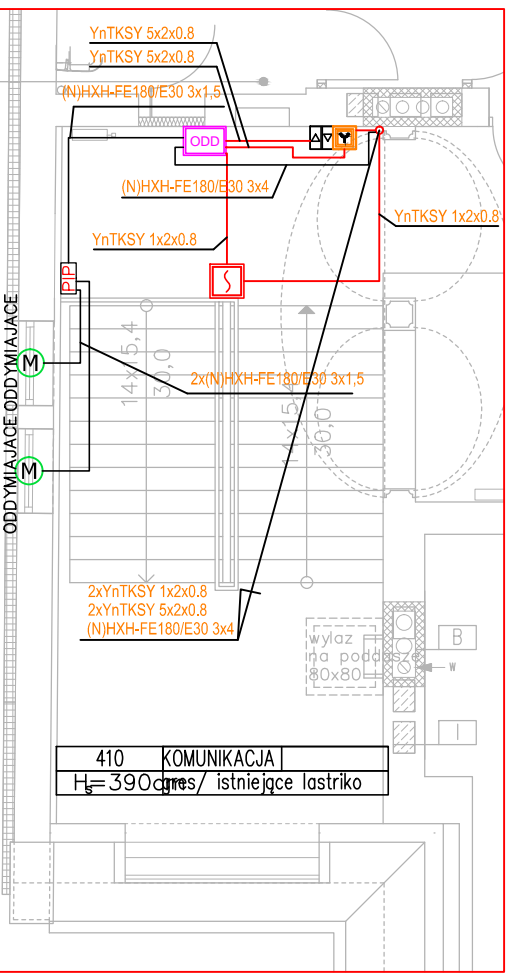 YnTKSY 5x2x0.8
YnTKSY 5x2x0.8
(N)HXH-FE180/E30 3x1,5
ODD
(N)HXH-FE180/E30 3x4
YnTKSY 1x2x0.8
YnTKSY 1x2x0.8
PIP
14x15,4
30,0
14x15,4
30,0
ODDYMIAJACE ODDYMIAJACE
M
M
2x(N)HXH-FE180/E30 3x1,5
2xYnTKSY 1x2x0.8
2xYnTKSY 5x2x0.8
(N)HXH-FE180/E30 3x4
wylaz
na poddasze
80x80
B
w
I
410 KOMUNIKACJA
Hs=390cm gres/ istniejące lastriko